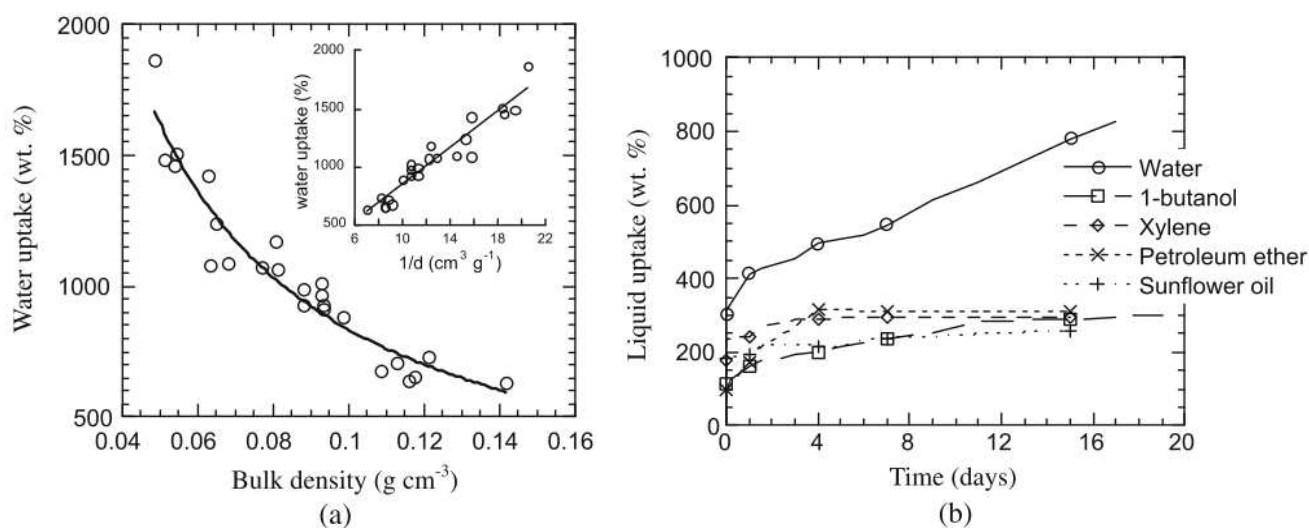 2000
1500
1000
500
0.04 0.06 0.08 0.1 0.12 0.14 0.16
Water uptake (wt. %)
Bulk density (g cm-3)
(a)
2000
1500
1000
500
6 10 14 18 22
water uptake (%)
1/d (cm3 g-1)
1000
800
600
400
200
0
0 4 8 12 16 20
Liquid uptake (wt. %)
Time (days)
Water
1-butanol
Xylene
Petroleum ether
Sunflower oil
(b)